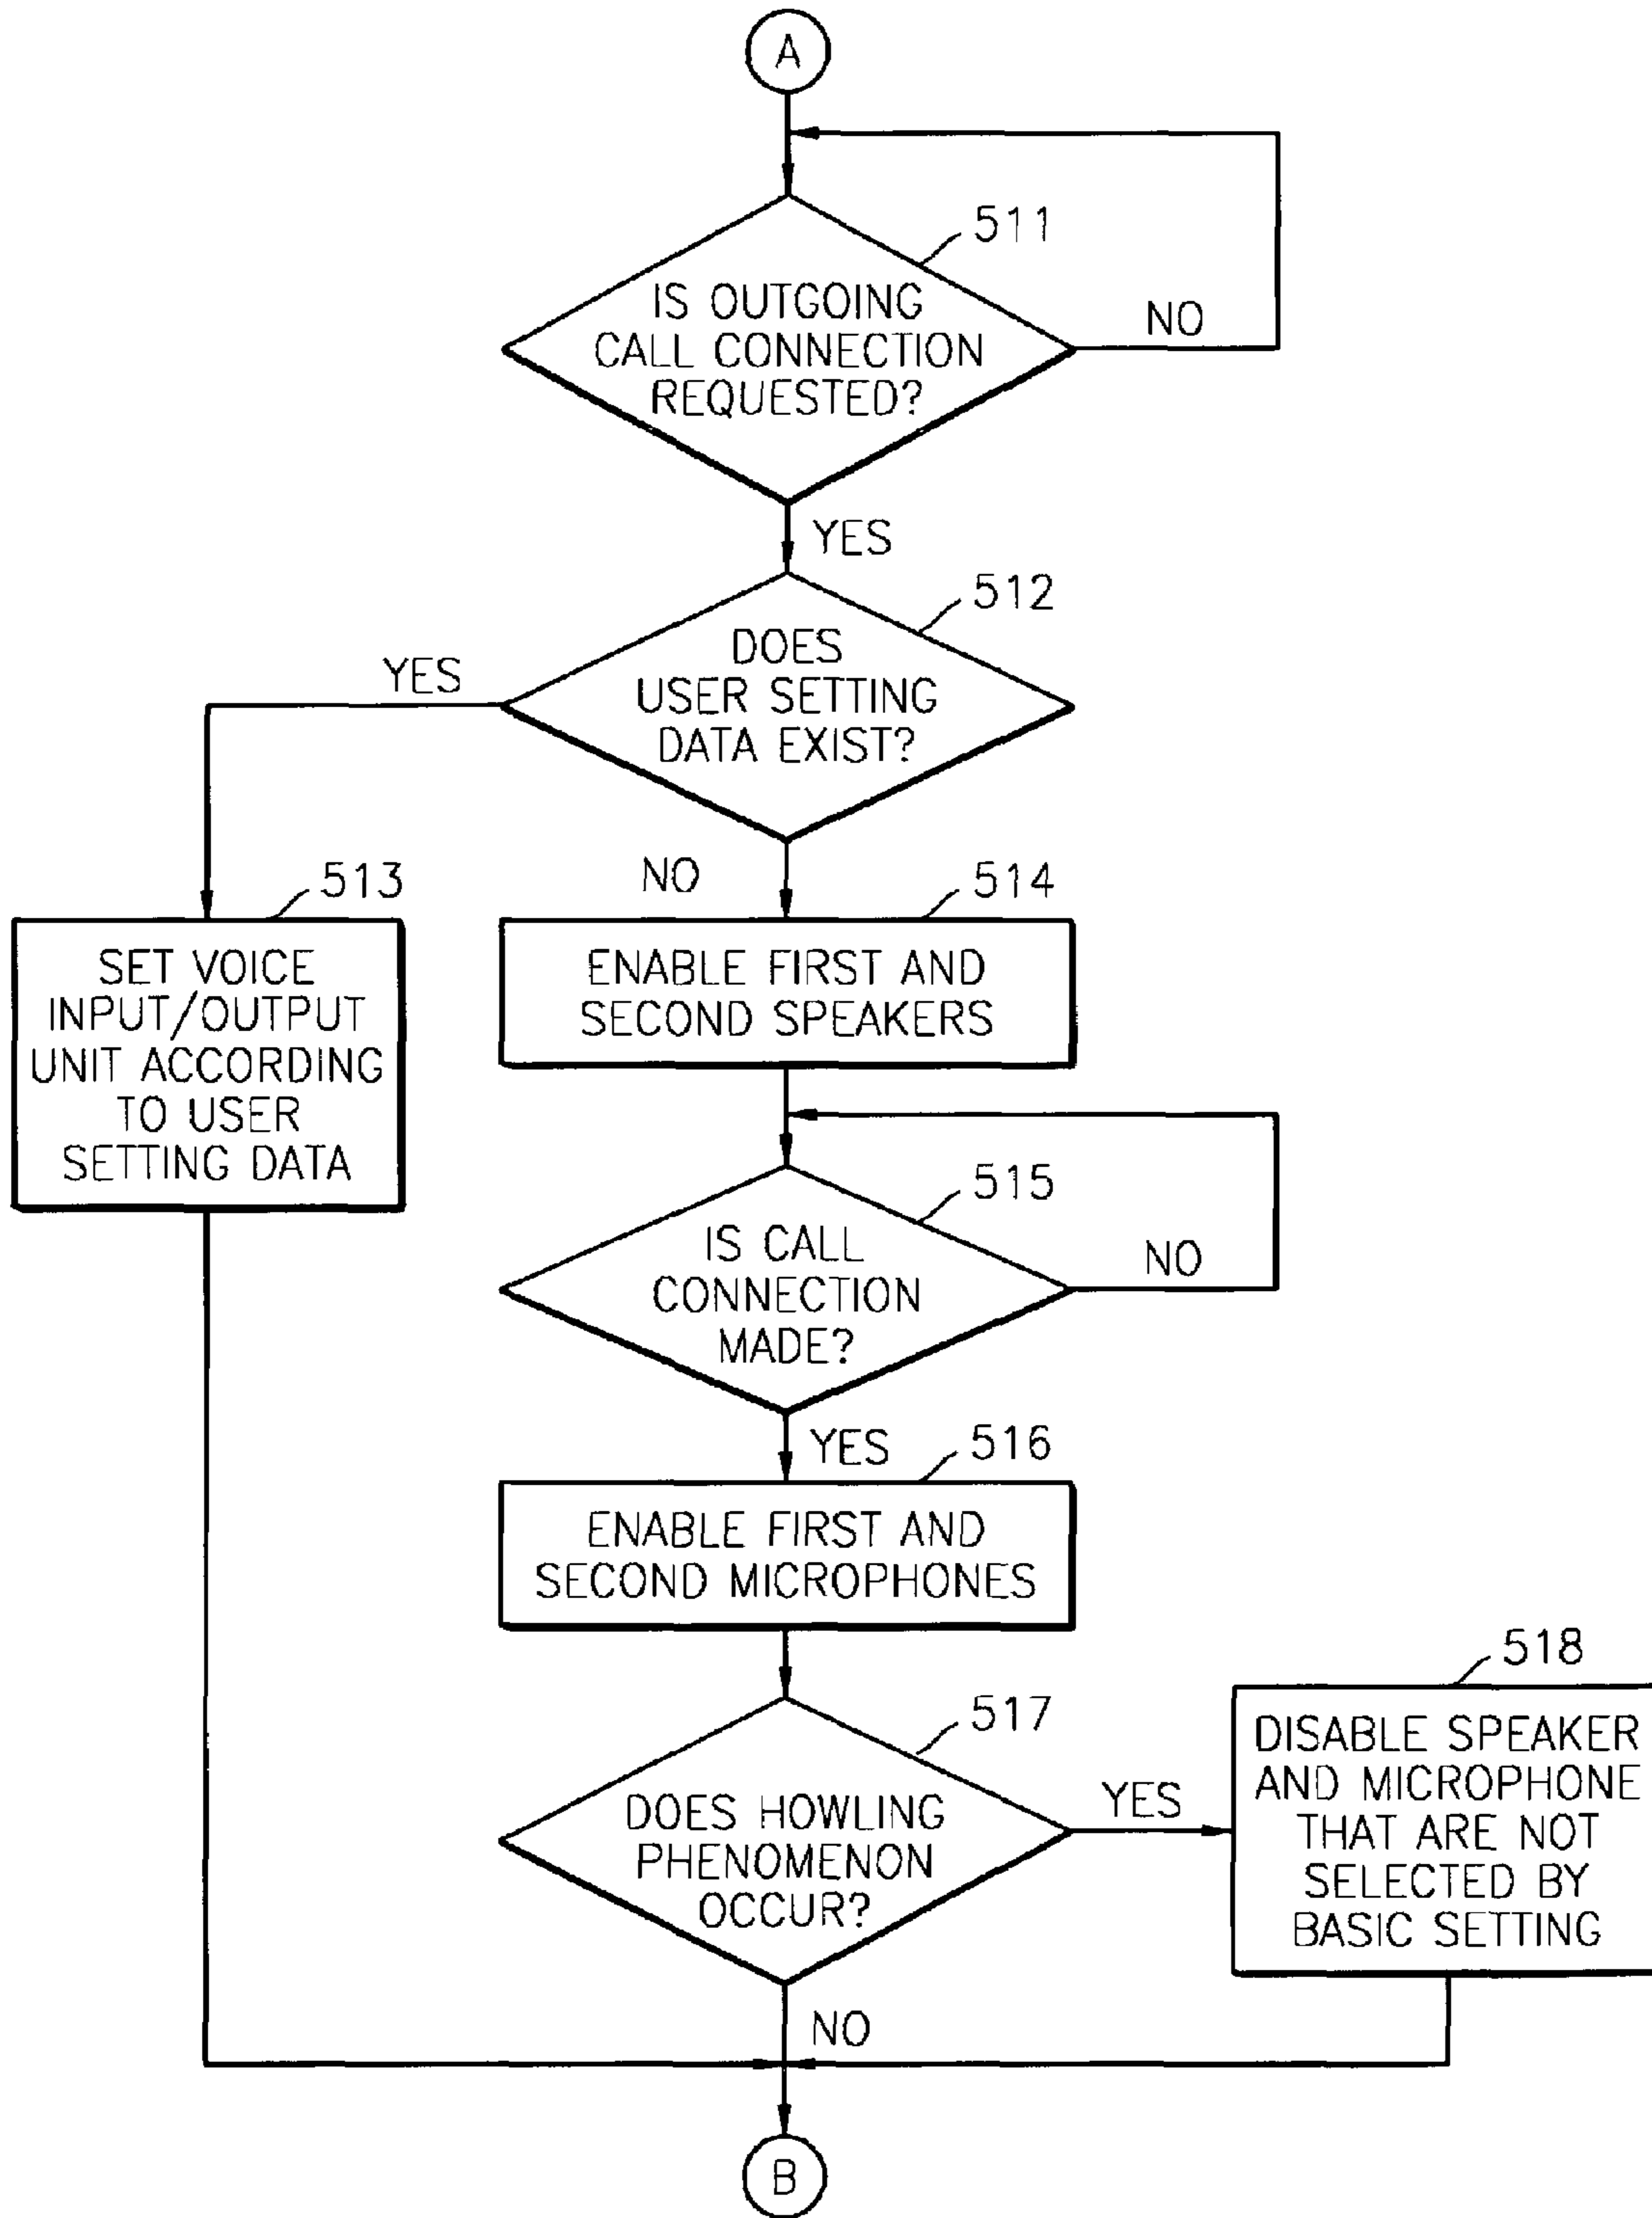 A
511
IS OUTGOING
CALL CONNECTION
REQUESTED?
NO
YES
512
DOES
USER SETTING
DATA EXIST?
YES
NO
513
SET VOICE
INPUT/OUTPUT
UNIT ACCORDING
TO USER
SETTING DATA
514
ENABLE FIRST AND
SECOND SPEAKERS
515
IS CALL
CONNECTION
MADE?
NO
YES
516
ENABLE FIRST AND
SECOND MICROPHONES
517
DOES HOWLING
PHENOMENON
OCCUR?
YES
518
DISABLE SPEAKER
AND MICROPHONE
THAT ARE NOT
SELECTED BY
BASIC SETTING
NO
B